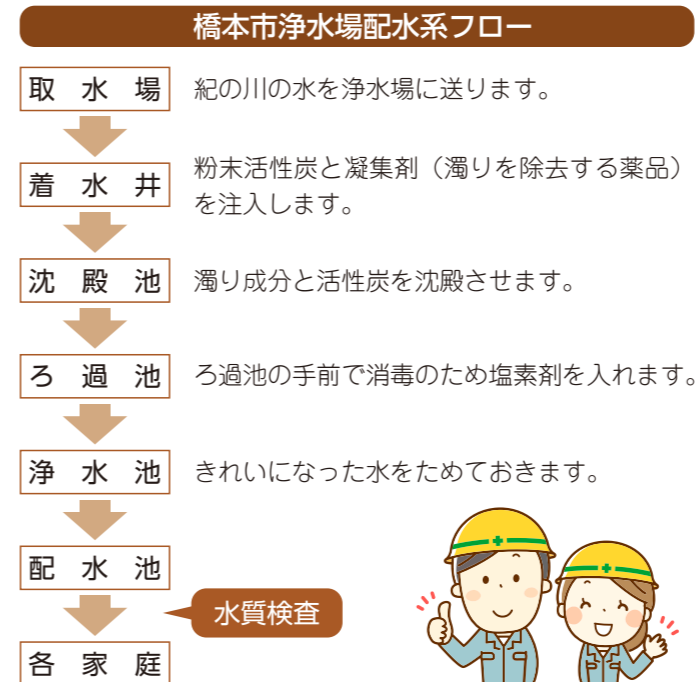 橋本市浄水場配水系フロー
取水場
紀の川の水を浄水場に送ります。
着水井
粉末活性炭と凝集剤（濁りを除去する薬品）
を注入します。
沈殿池
濁り成分と活性炭を沈殿させます。
ろ過池
ろ過池の手前で消毒のため塩素剤を入れます。
浄水池
きれいになった水をためておきます。
配水池
水質検査
各家庭